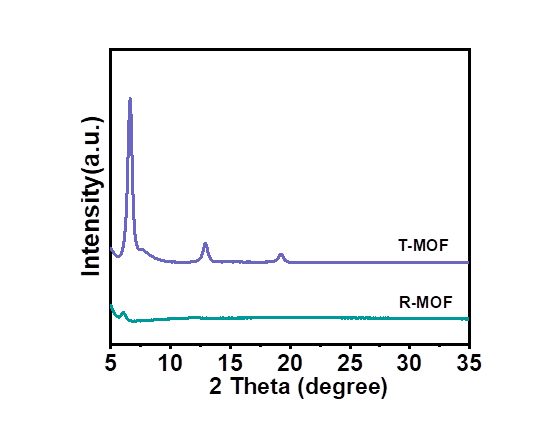 Intensity(a.u.)
T-MOF
R-MOF
5 10 15 20 25 30 35
2 Theta (degree)